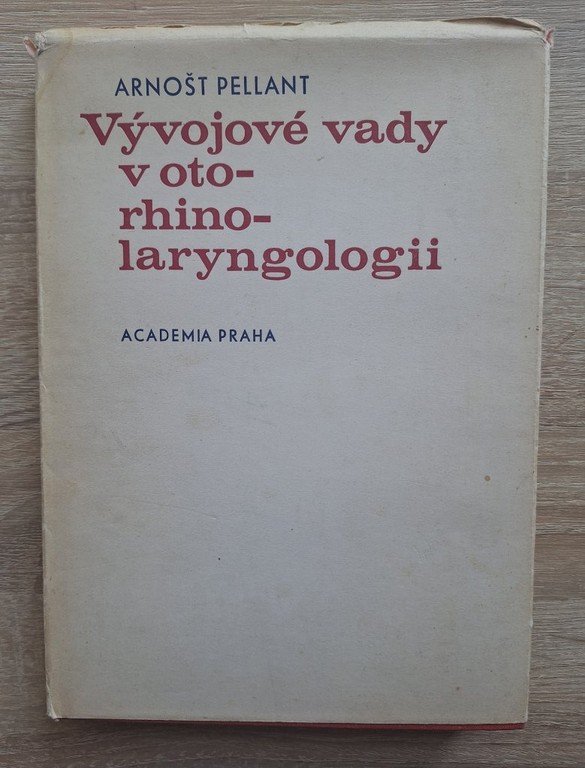 ARNOŠT PELLANT
Vývojové vady
v oto-
rhino-
laryngologii
ACADEMIA PRAHA